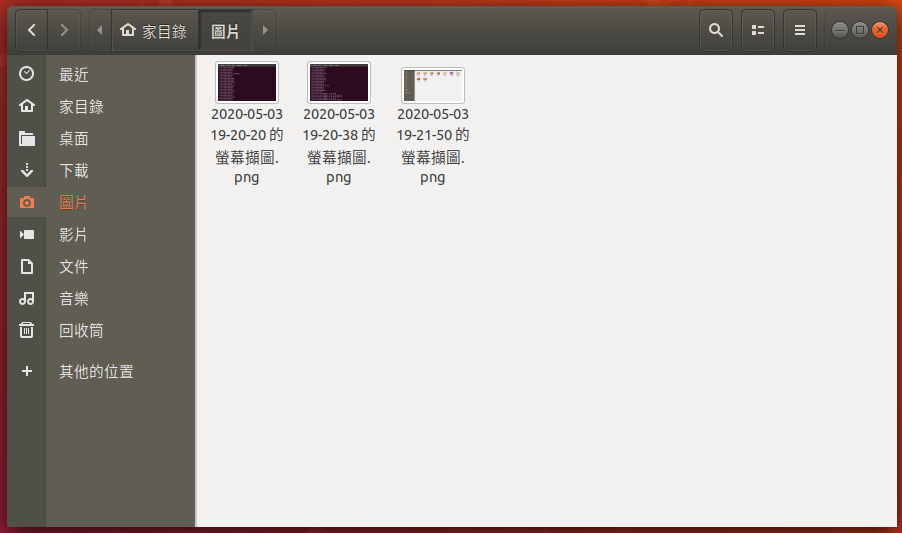 家目錄
圖片
最近
家目錄
桌面
下載
圖片
影片
文件
音樂
回收筒
其他的位置
2020-05-03
19-20-20 的
螢幕擷圖.
png
2020-05-03
19-20-38 的
螢幕擷圖.
png
2020-05-03
19-21-50 的
螢幕擷圖.
png